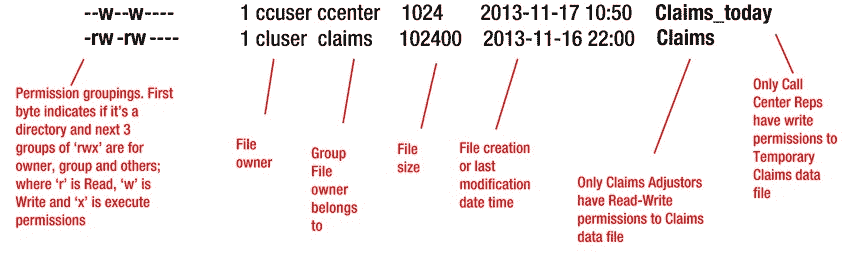 --w--w---- 1 ccuser ccenter 1024 2013-11-17 10:50 Claims_today
-rw -rw ---- 1 cluser claims 102400 2013-11-16 22:00 Claims
Permission groupings. First
byte indicates if it's a
directory and next 3
groups of 'rwx' are for
owner, group and others;
where 'r' is Read, 'w' is
Write and 'x' is execute
permissions
File
owner
Group
File
owner
belongs
to
File
size
File creation
or last
modification
date time
Only Claims Adjustors
have Read-Write
permissions to Claims
data file
Only Call
Center Reps
have write
permissions to
Temporary
Claims data
file